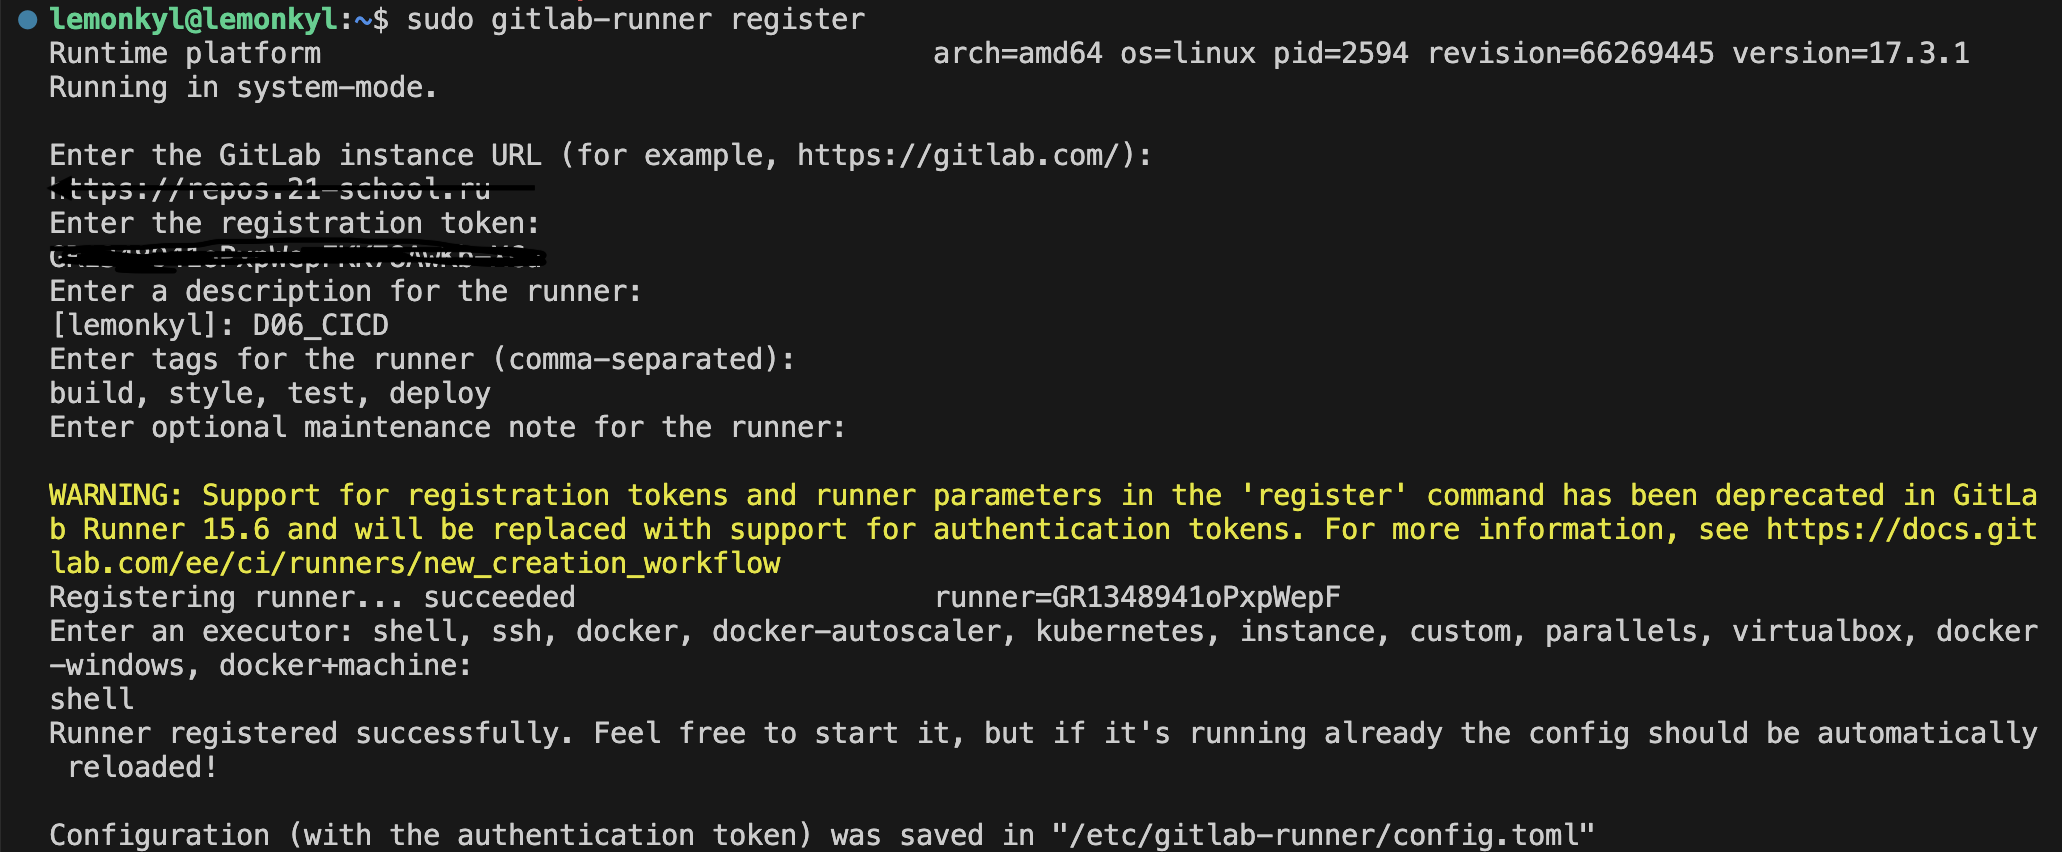 lemonkyl@lemonkyl:~$ sudo gitlab-runner register
Runtime platform arch=amd64 os=linux pid=2594 revision=66269445 version=17.3.1
Running in system-mode.
Enter the GitLab instance URL (for example, https://gitlab.com/):
https://repos.21-school.ru
Enter the registration token:
Enter a description for the runner:
[lemonkyl]: D06_CICD
Enter tags for the runner (comma-separated):
build, style, test, deploy
Enter optional maintenance note for the runner:
WARNING: Support for registration tokens and runner parameters in the 'register' command has been deprecated in GitLa
b Runner 15.6 and will be replaced with support for authentication tokens. For more information, see https://docs.git
lab.com/ee/ci/runners/new_creation_workflow
Registering runner... succeeded runner=GR1348941oPxpWepF
Enter an executor: shell, ssh, docker, docker-autoscaler, kubernetes, instance, custom, parallels, virtualbox, docker
-windows, docker+machine:
shell
Runner registered successfully. Feel free to start it, but if it's running already the config should be automatically
reloaded!
Configuration (with the authentication token) was saved in "/etc/gitlab-runner/config.toml"